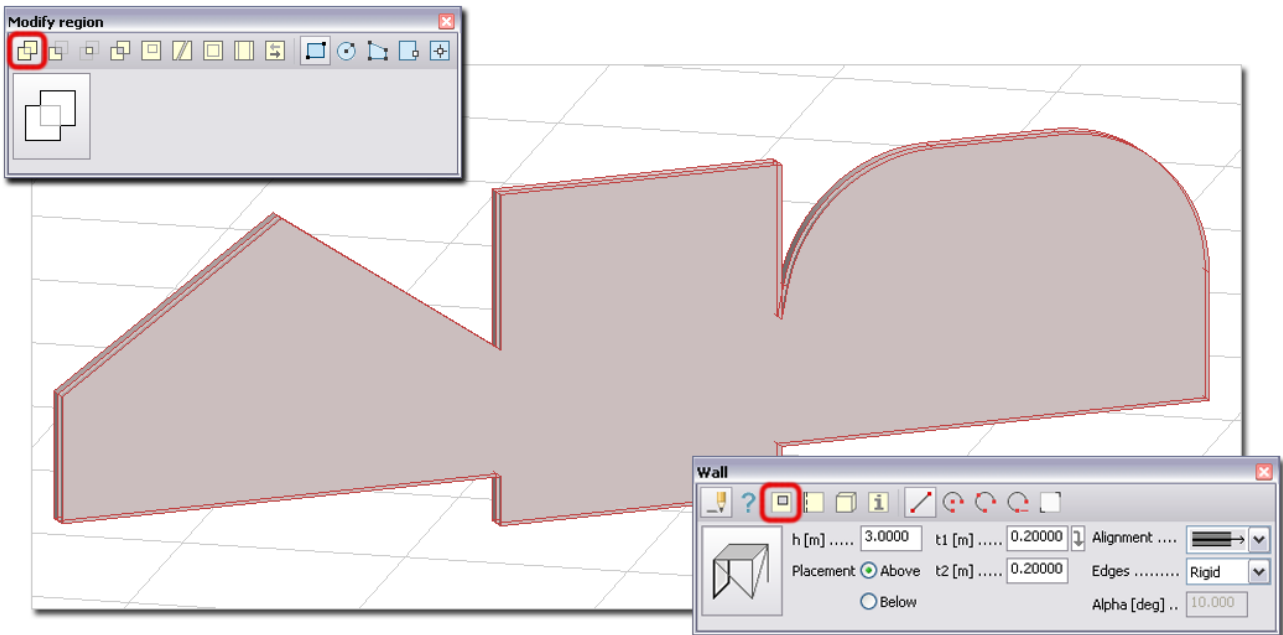 Modify region
Wall
h [m] ..... 3.0000 t1 [m] ..... 0.20000 Alignment ....
Placement Above t2 [m] ..... 0.20000 Edges ......... Rigid
Below Alpha [deg] .. 10.000